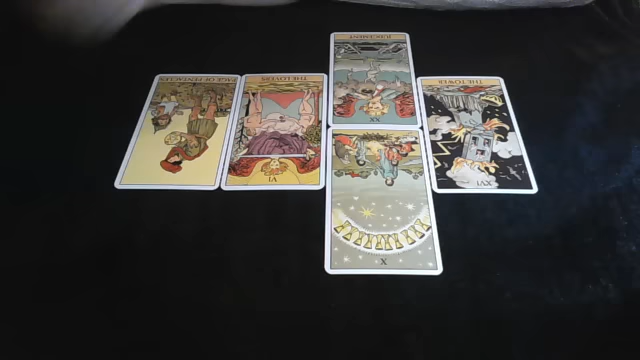 JUDGEMENT
XX
PAGE OF PENTACLES
THE LOVERS
VI
THE TOWER
XVI
X